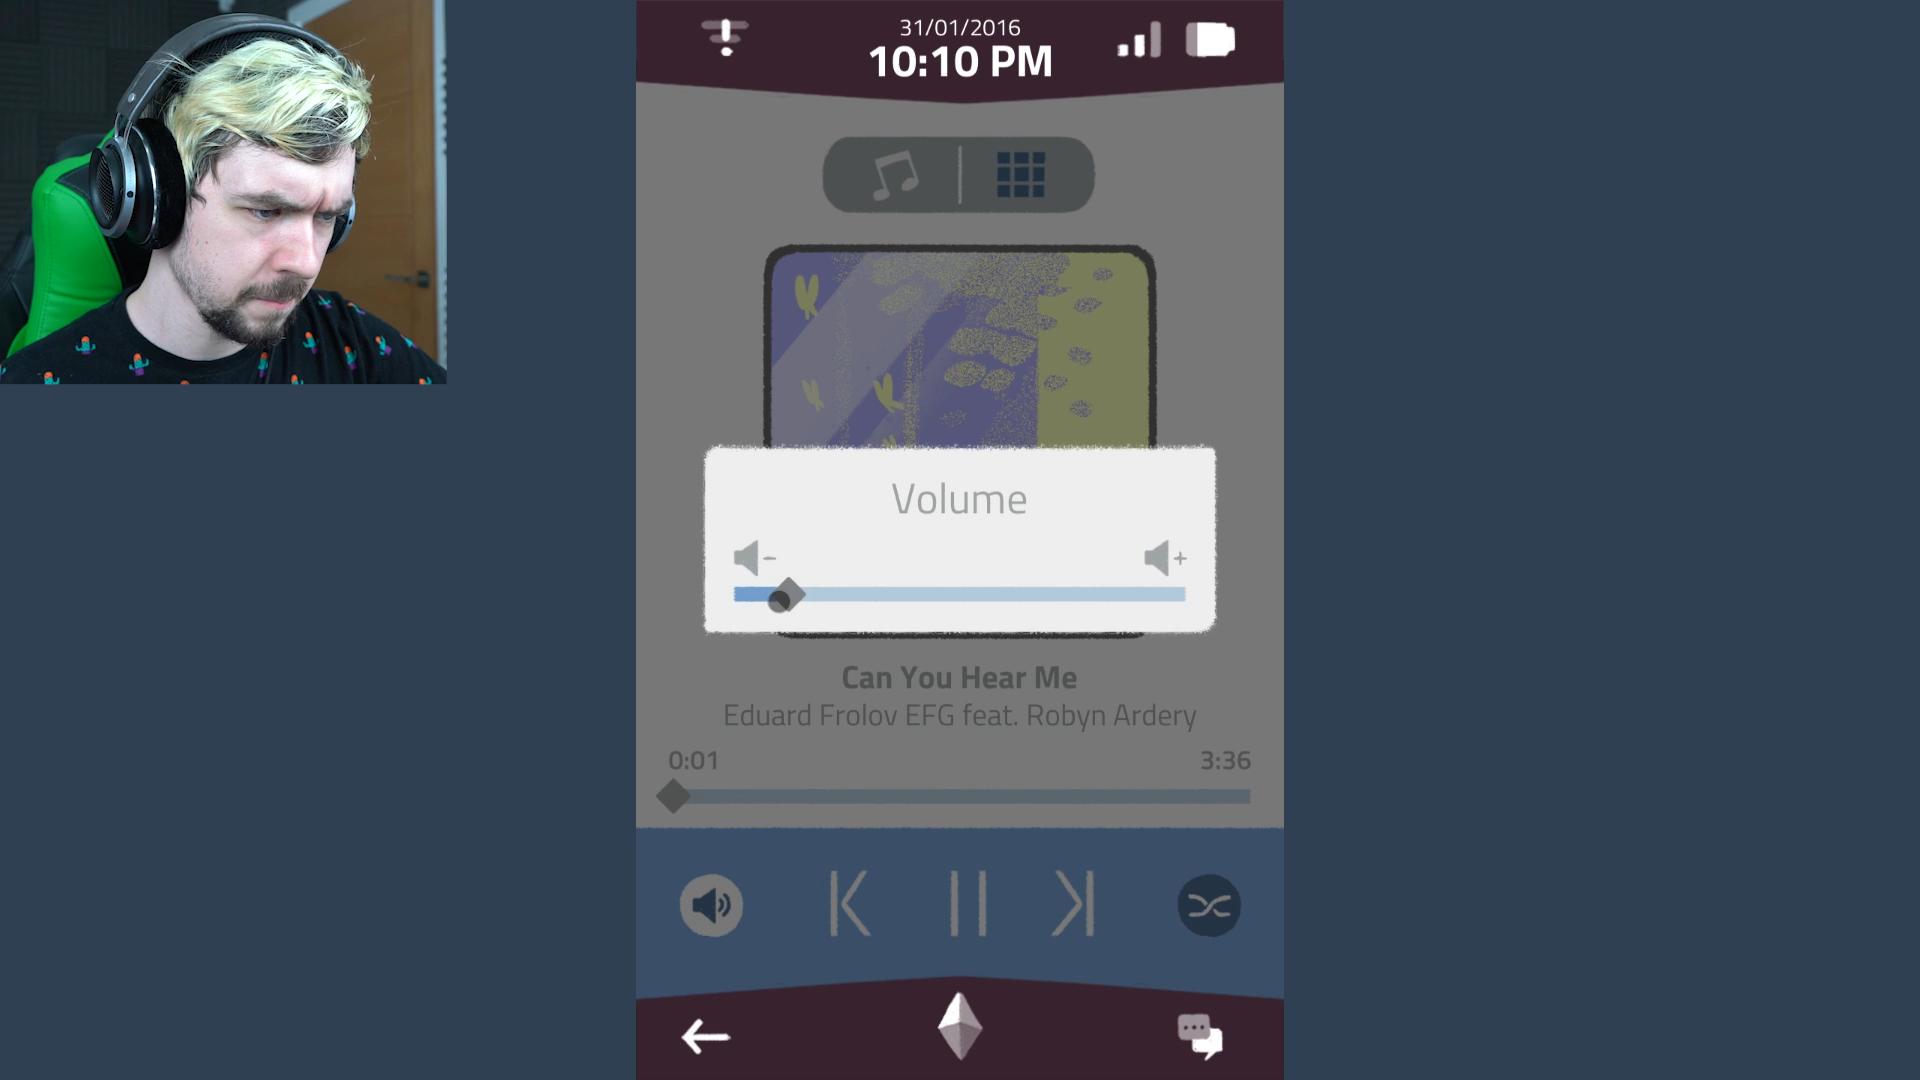 31/01/2016
10:10 PM
Volume
Can You Hear Me
Eduard Frolov EFG feat. Robyn Ardery
0:01 3:36